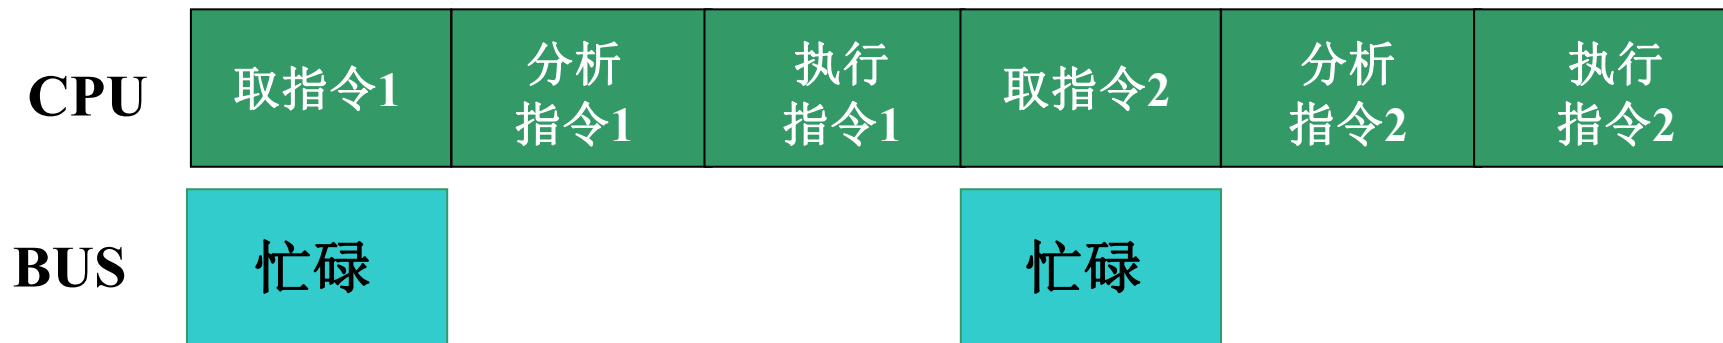 CPU
取指令1
分析
指令1
执行
指令1
取指令2
分析
指令2
执行
指令2
BUS
忙碌
忙碌